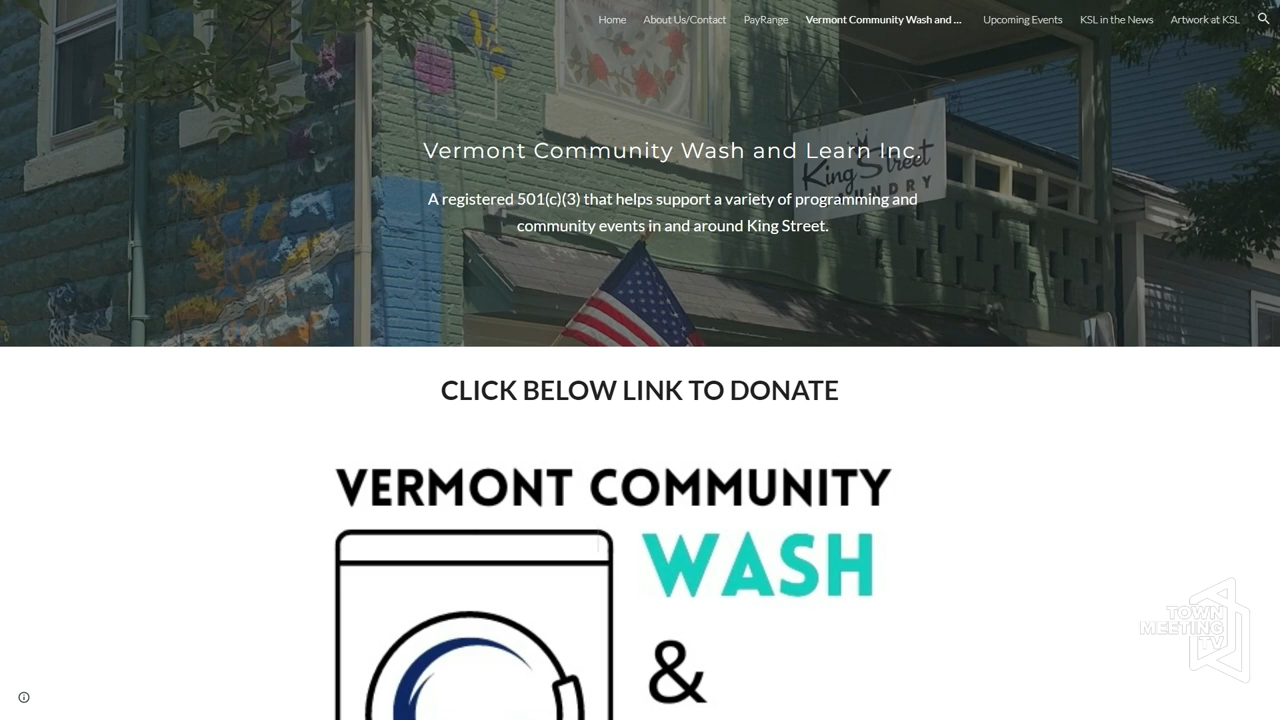 Home About Us/Contact PayRange Vermont Community Wash and ... Upcoming Events KSL in the News Artwork at KSL
Vermont Community Wash and Learn Inc.
King Street
A registered 501(c)(3) that helps support a variety of programming and
community events in and around King Street.
CLICK BELOW LINK TO DONATE
VERMONT COMMUNITY
WASH
&
TOWN
MEETING
TV